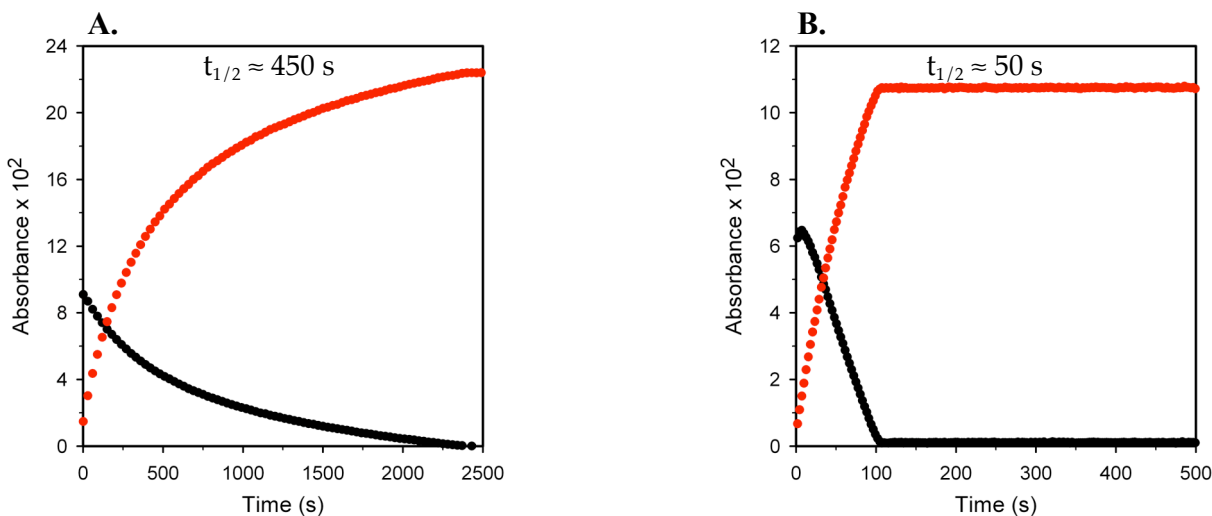 A.
t1/2 ≈ 450 s
24
20
16
12
8
4
0
Absorbance x 10²
0 500 1000 1500 2000 2500
Time (s)
B.
t1/2 ≈ 50 s
12
10
8
6
4
2
0
Absorbance x 10²
0 100 200 300 400 500
Time (s)